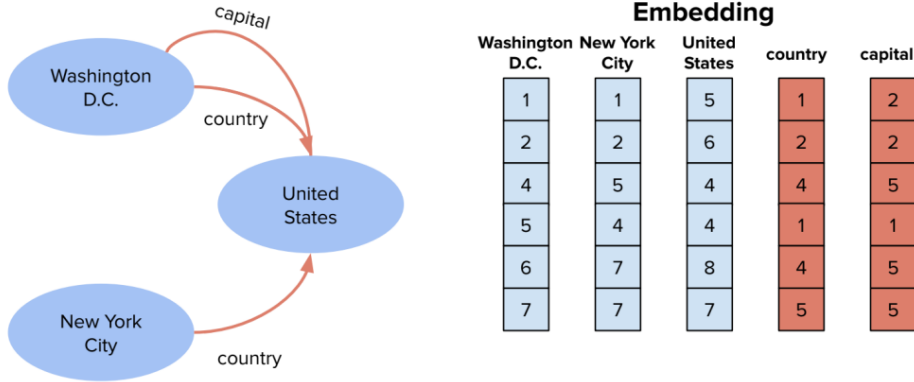 capital
Washington
D.C.
country
United
States
New York
City
country
Embedding
Washington D.C. New York City United States country capital
1 1 5 1 2
2 2 6 2 2
4 5 4 4 5
5 4 4 1 1
6 7 8 4 5
7 7 7 5 5